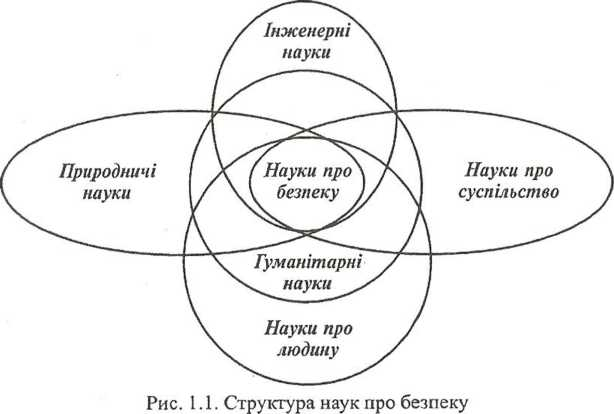 Інженерні
науки
Природничі
науки
Науки про
безпеку
Науки про
суспільство
Гуманітарні
науки
Науки про
людину
Рис. 1.1. Структура наук про безпеку